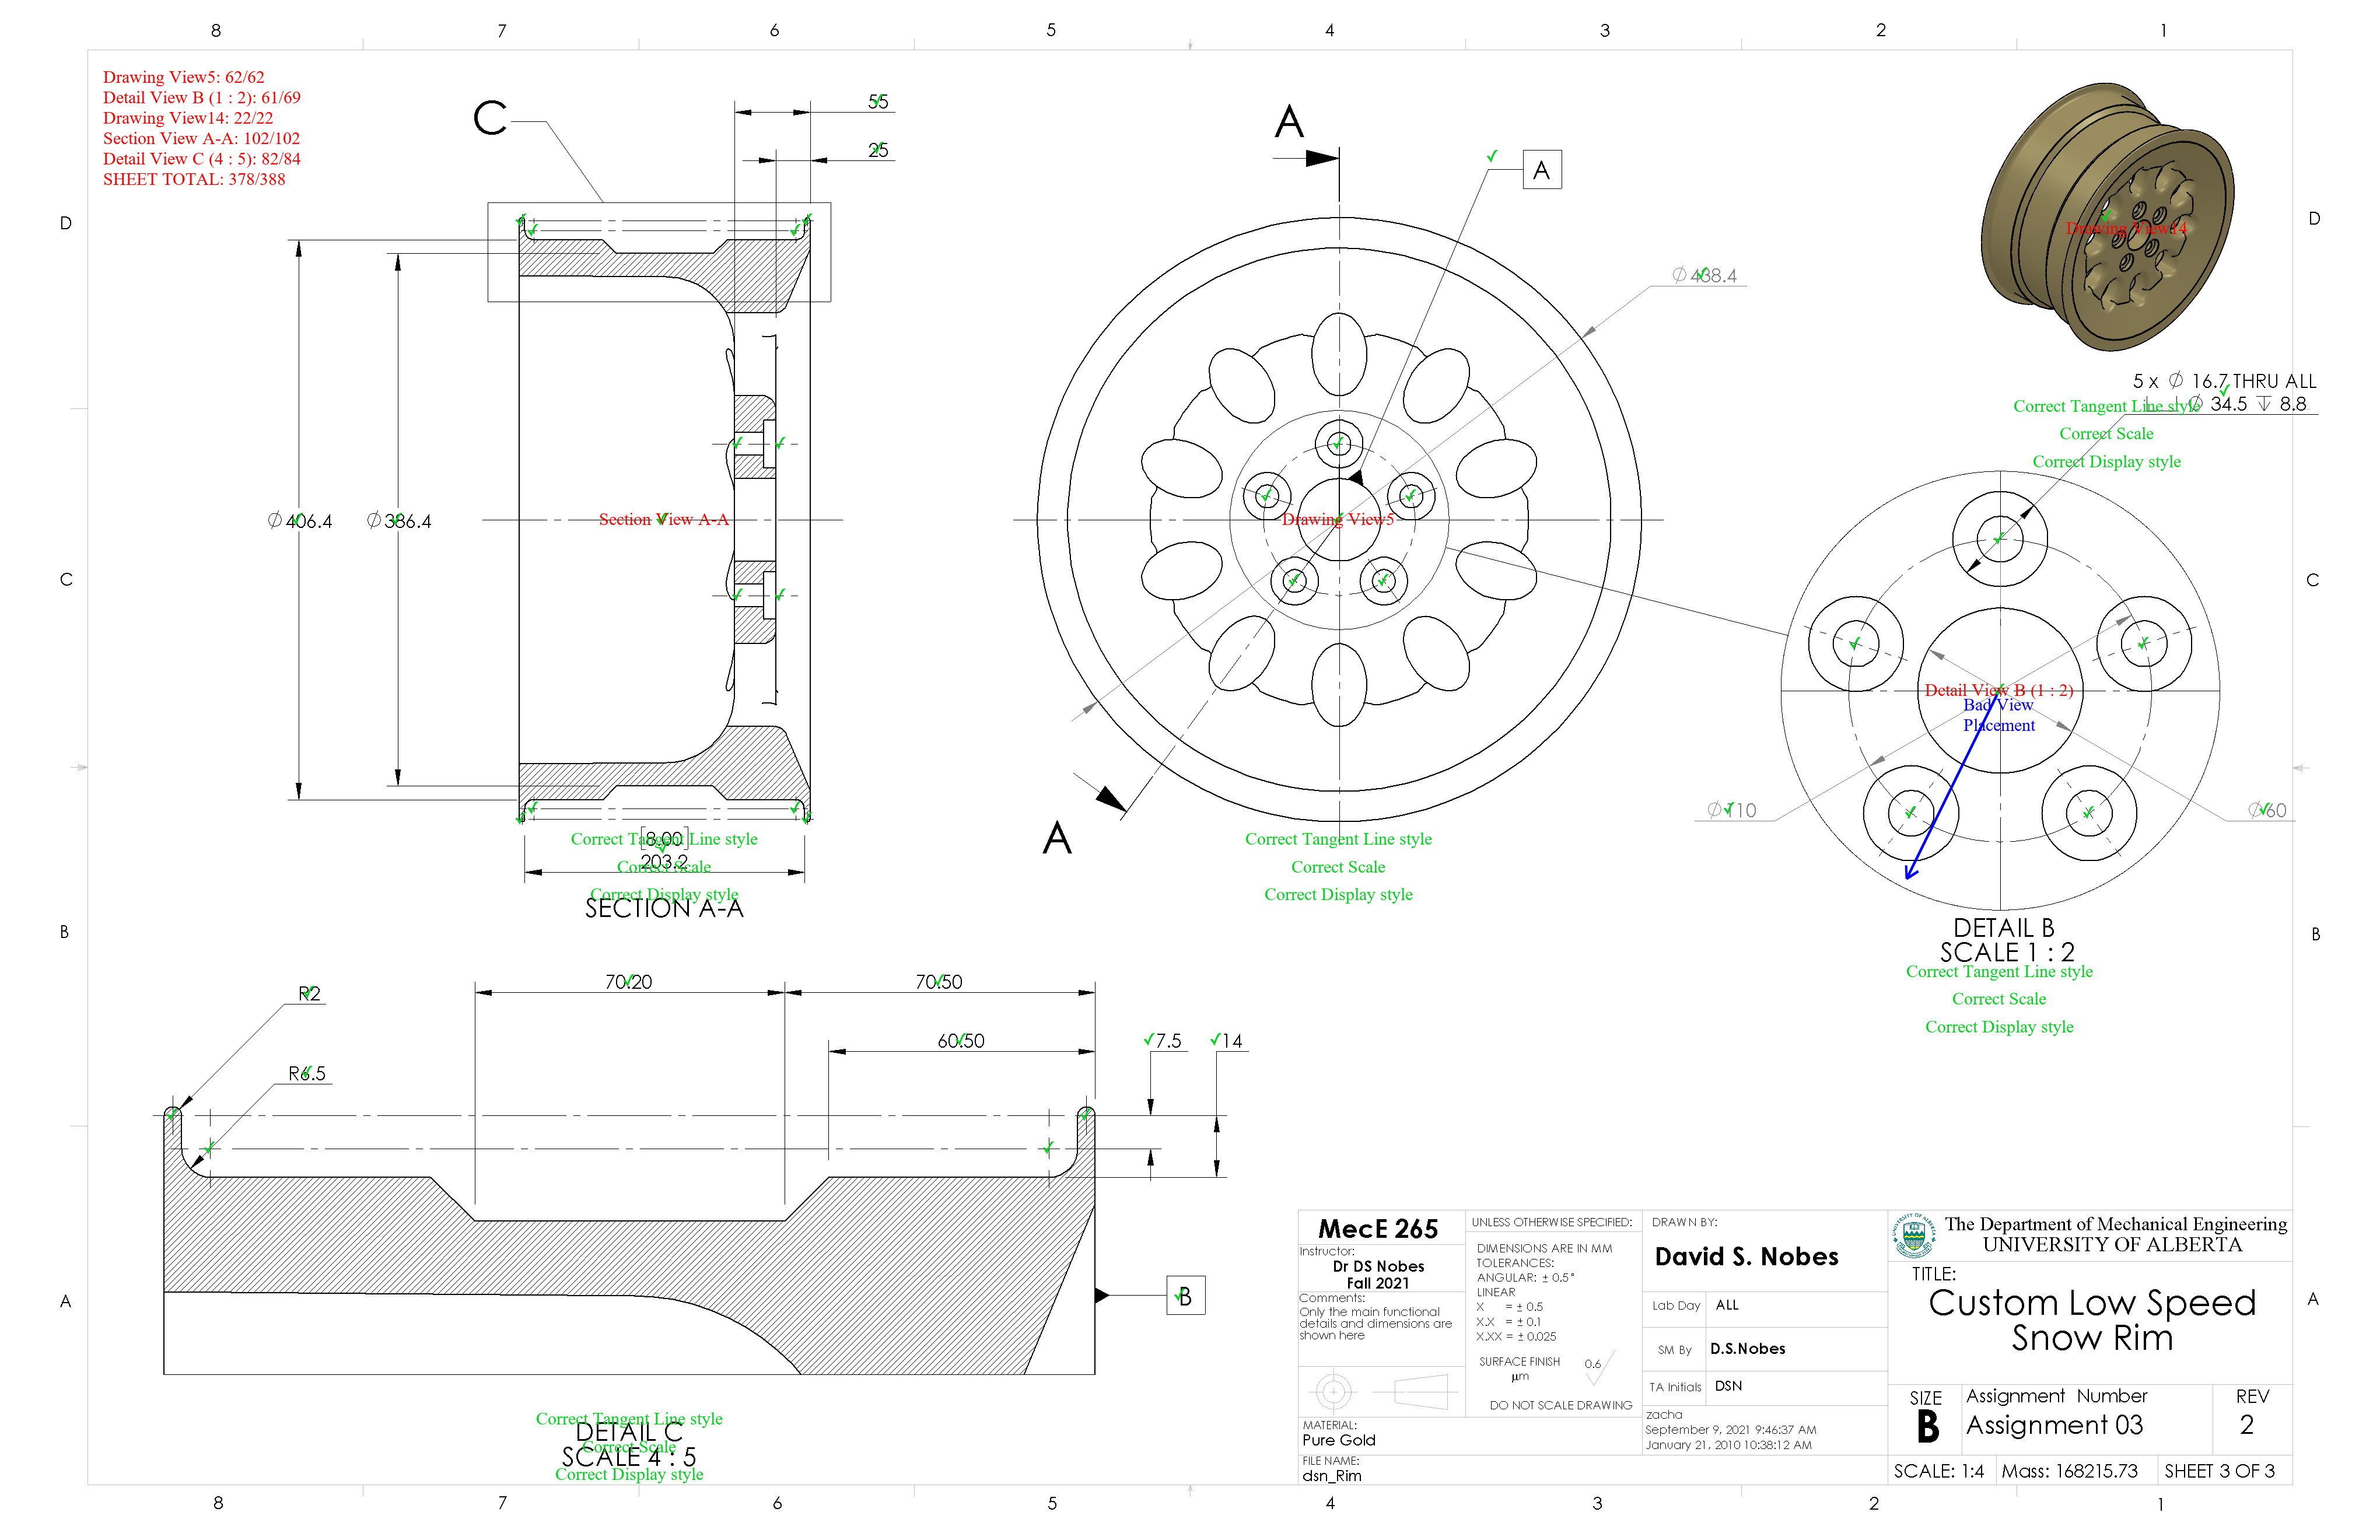 8 7 6 5 4 3 2 1
Drawing View5: 62/62
Detail View B (1 : 2): 61/69
Drawing View14: 22/22
Section View A-A: 102/102
Detail View C (4 : 5): 82/84
SHEET TOTAL: 378/388
C
55
25
A
A
D
D
∅ 438.4
Drawing View14
5 x ∅ 16.7 THRU ALL
⌴ ∅ 34.5 ↧ 8.8
Correct Tangent Line style
Correct Scale
Correct Display style
∅ 406.4
∅ 386.4
Section View A-A
Drawing View5
C
C
Detail View B (1 : 2)
Bad View
Placement
∅ 110
∅ 60
A
[8.00]
203.2
Correct Tangent Line style
Correct Scale
Correct Display style
SECTION A-A
Correct Tangent Line style
Correct Scale
Correct Display style
B
B
DETAIL B
SCALE 1 : 2
Correct Tangent Line style
Correct Scale
Correct Display style
R2
70.20
70.50
R6.5
60.50
7.5
14
B
A
A
DETAIL C
SCALE 4 : 5
Correct Tangent Line style
Correct Scale
Correct Display style
MecE 265
Instructor:
Dr DS Nobes
Fall 2021
Comments:
Only the main functional
details and dimensions are
shown here
UNLESS OTHERWISE SPECIFIED:
DIMENSIONS ARE IN MM
TOLERANCES:
ANGULAR: ± 0.5°
LINEAR
X = ± 0.5
X.X = ± 0.1
X.XX = ± 0.025
SURFACE FINISH 0.6
µm
DO NOT SCALE DRAWING
MATERIAL:
Pure Gold
FILE NAME:
dsn_Rim
DRAWN BY:
David S. Nobes
Lab Day ALL
SM By D.S.Nobes
TA Initials DSN
zacha
September 9, 2021 9:46:37 AM
January 21, 2010 10:38:12 AM
The Department of Mechanical Engineering
UNIVERSITY OF ALBERTA
TITLE:
Custom Low Speed
Snow Rim
SIZE
B
Assignment Number
Assignment 03
REV
2
SCALE: 1:4
Mass: 168215.73
SHEET 3 OF 3
8 7 6 5 4 3 2 1